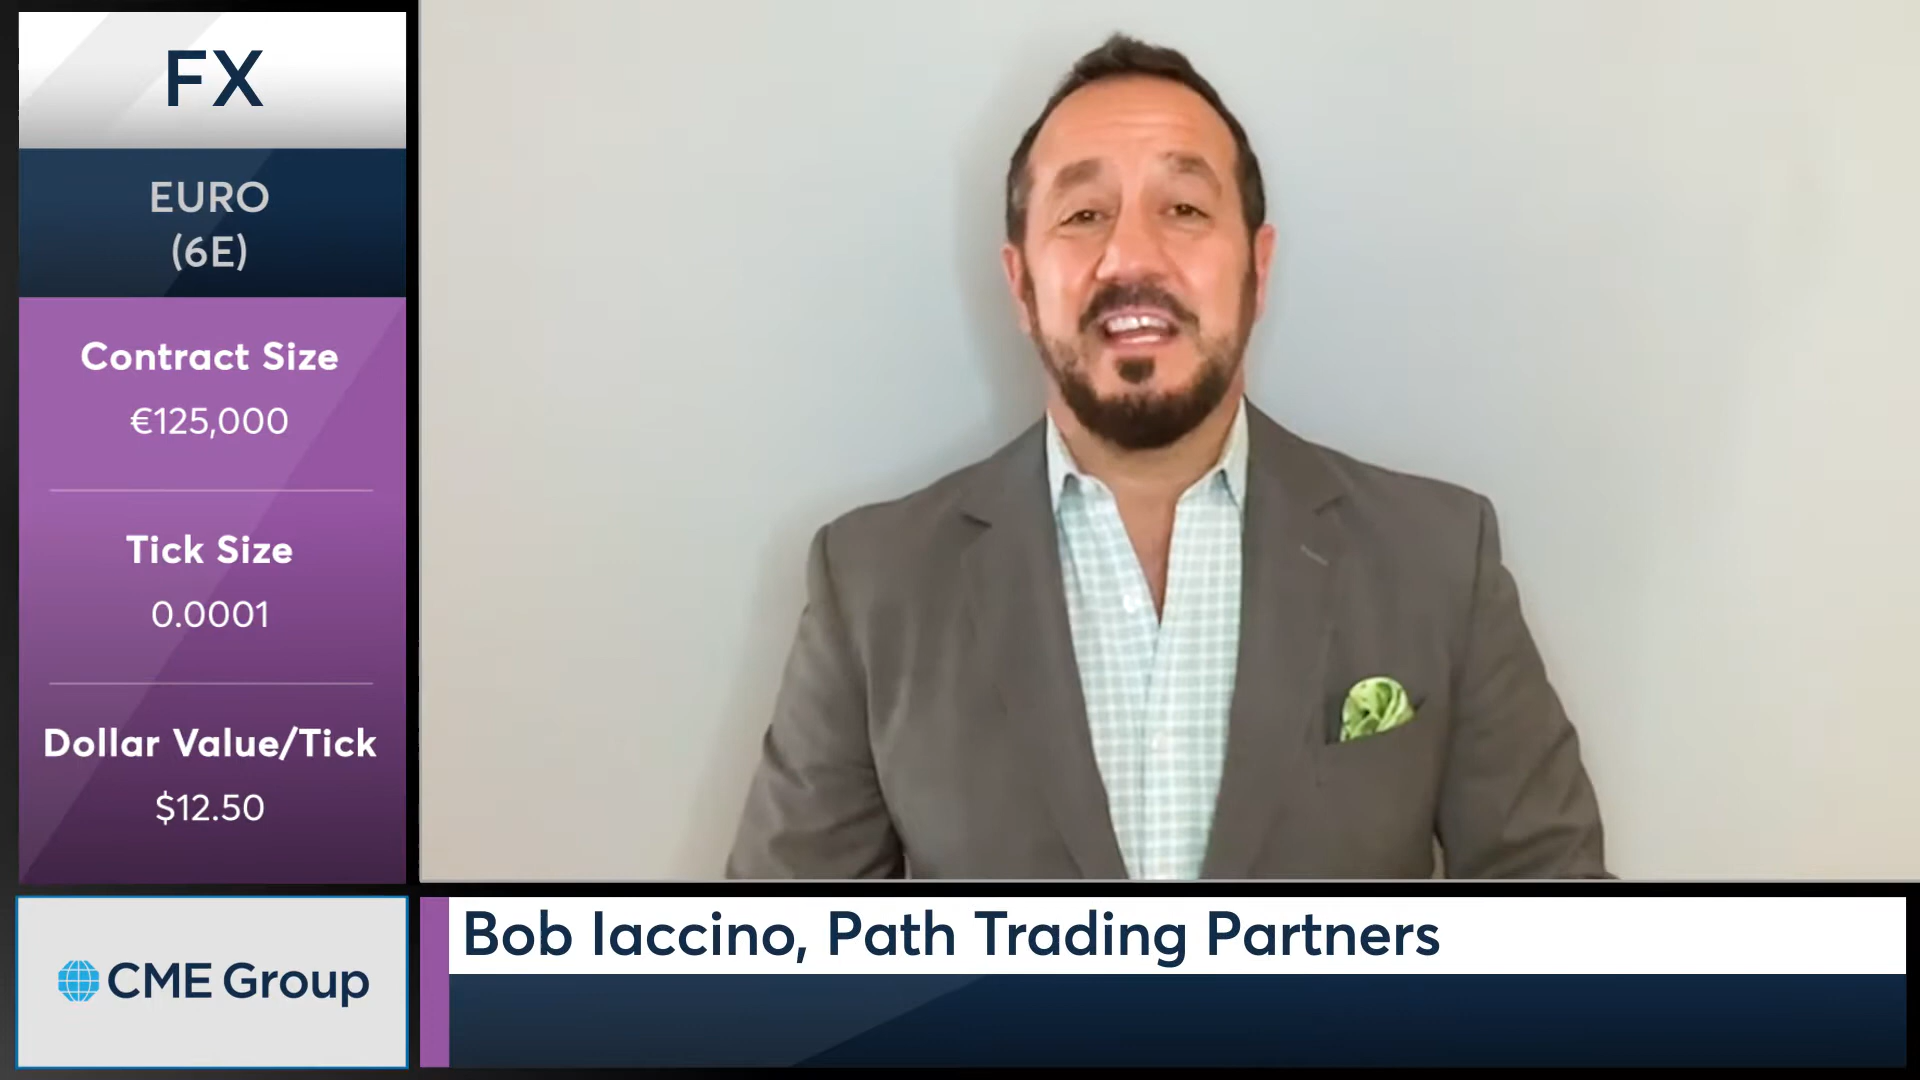 FX
EURO
(6E)
Contract Size
€125,000
Tick Size
0.0001
Dollar Value/Tick
$12.50
CME Group
Bob Iaccino, Path Trading Partners